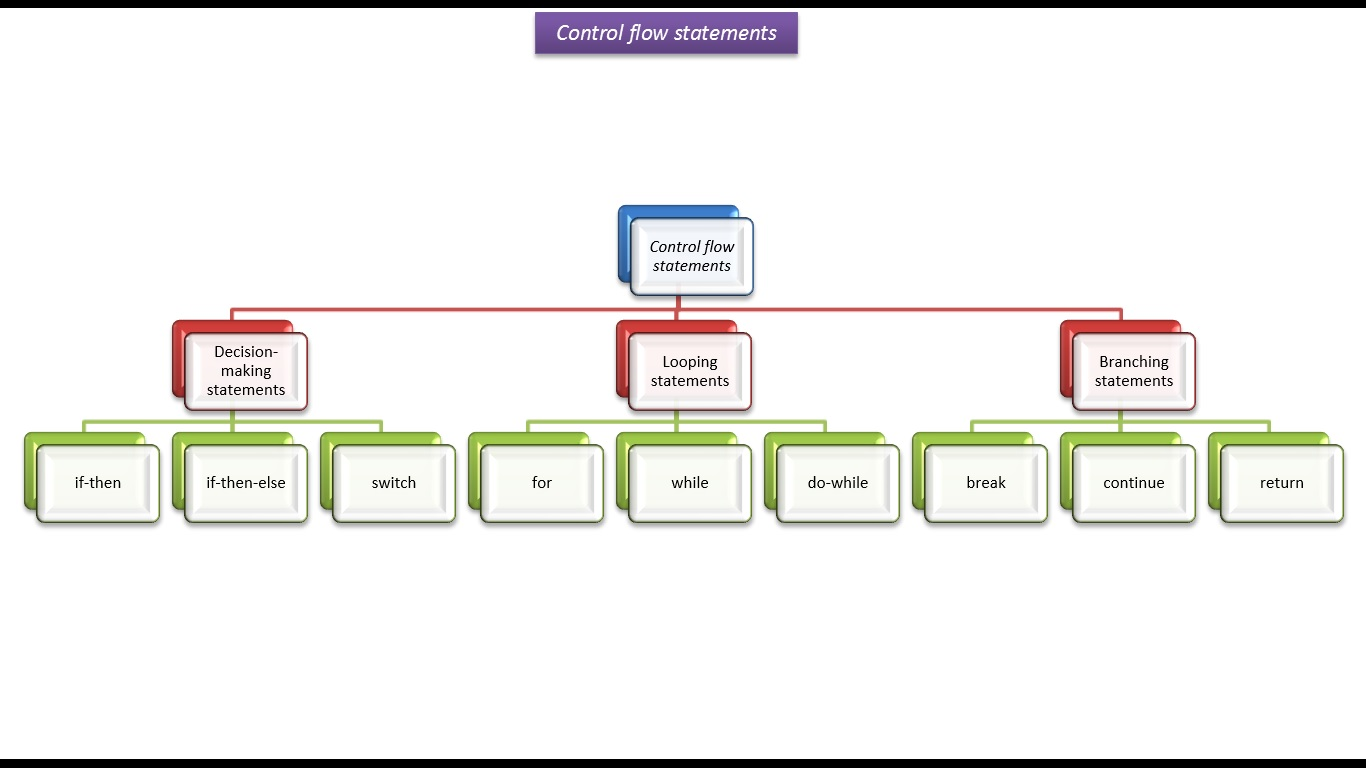 Control flow statements
Control flow
statements
Decision-
making
statements
Looping
statements
Branching
statements
if-then
if-then-else
switch
for
while
do-while
break
continue
return